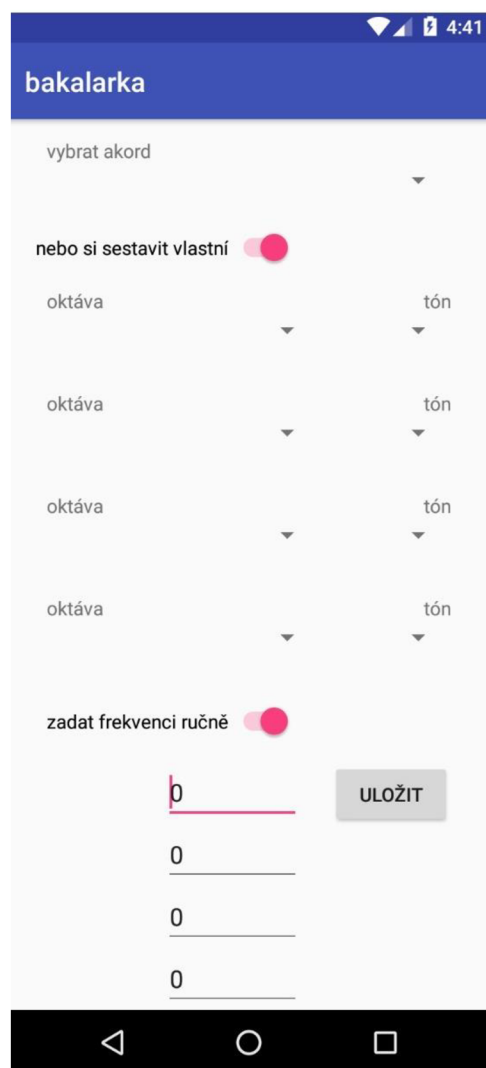 4:41
bakalarka
vybrat akord
nebo si sestavit vlastní
oktáva tón
oktáva tón
oktáva tón
oktáva tón
zadat frekvenci ručně
0 ULOŽIT
0
0
0